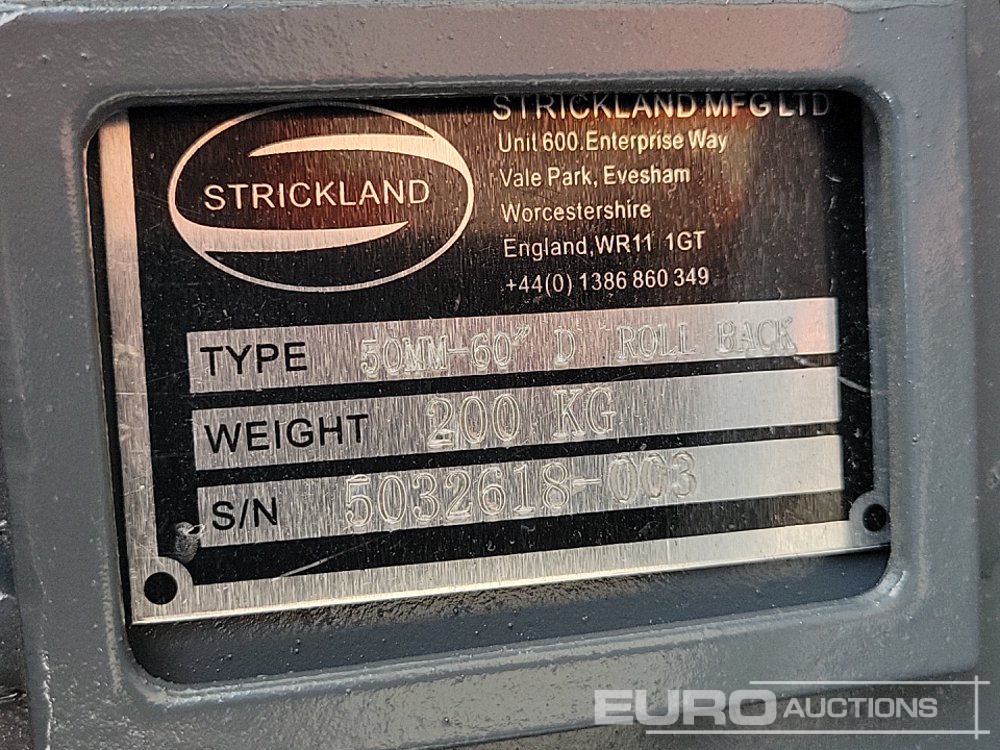 STRICKLAND
STRICKLAND MFG LTD
Unit 600.Enterprise Way
Vale Park, Evesham
Worcestershire
England,WR11 1GT
+44(0) 1386 860 349
TYPE 50MM-60" D ROLL BACK
WEIGHT 200 KG
S/N 5032618-003
EURO AUCTIONS